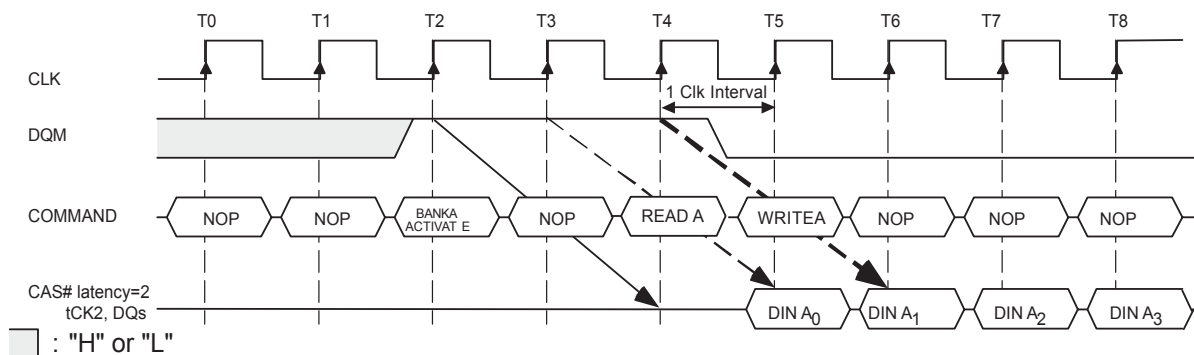 T0 T1 T2 T3 T4 T5 T6 T7 T8
CLK
1 Clk Interval
DQM
COMMAND NOP NOP BANKA ACTIVAT E NOP READ A WRITEA NOP NOP NOP
CAS# latency=2
tCK2, DQs DIN A0 DIN A1 DIN A2 DIN A3
: "H" or "L"